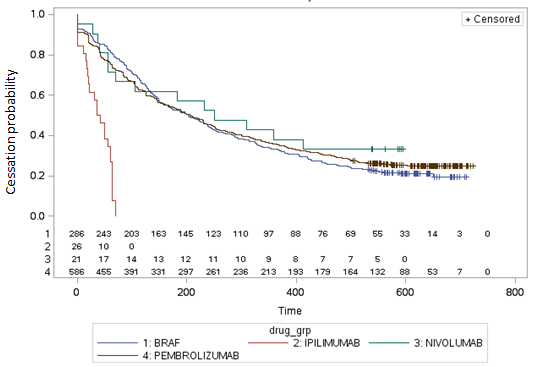 + Censored
1.0
0.8
0.6
0.4
0.2
0.0
Cessation probability
1 286 243 203 163 145 123 110 97 88 76 69 55 33 14 3 0
2 26 10 0
3 21 17 14 13 12 11 10 9 8 7 7 5 0
4 586 455 391 331 297 261 236 213 193 179 164 132 88 53 7 0
0 200 400 600 800
Time
drug_grp
1: BRAF 2: IPILIMUMAB 3: NIVOLUMAB
4: PEMBROLIZUMAB